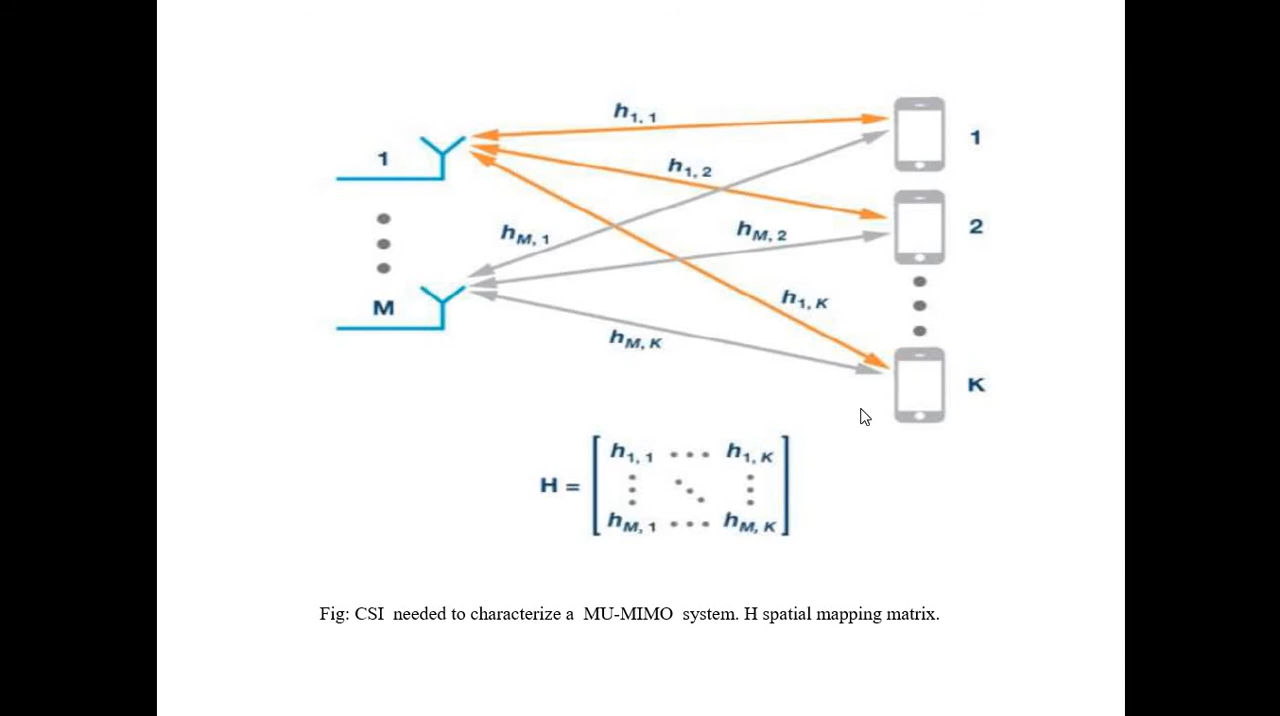 h1, 1
1
1
h1, 2
2
hM, 1
hM, 2
h1, K
M
hM, K
K
H = [ h1, 1 ... h1, K
hM, 1 ... hM, K ]
Fig: CSI needed to characterize a MU-MIMO system. H spatial mapping matrix.